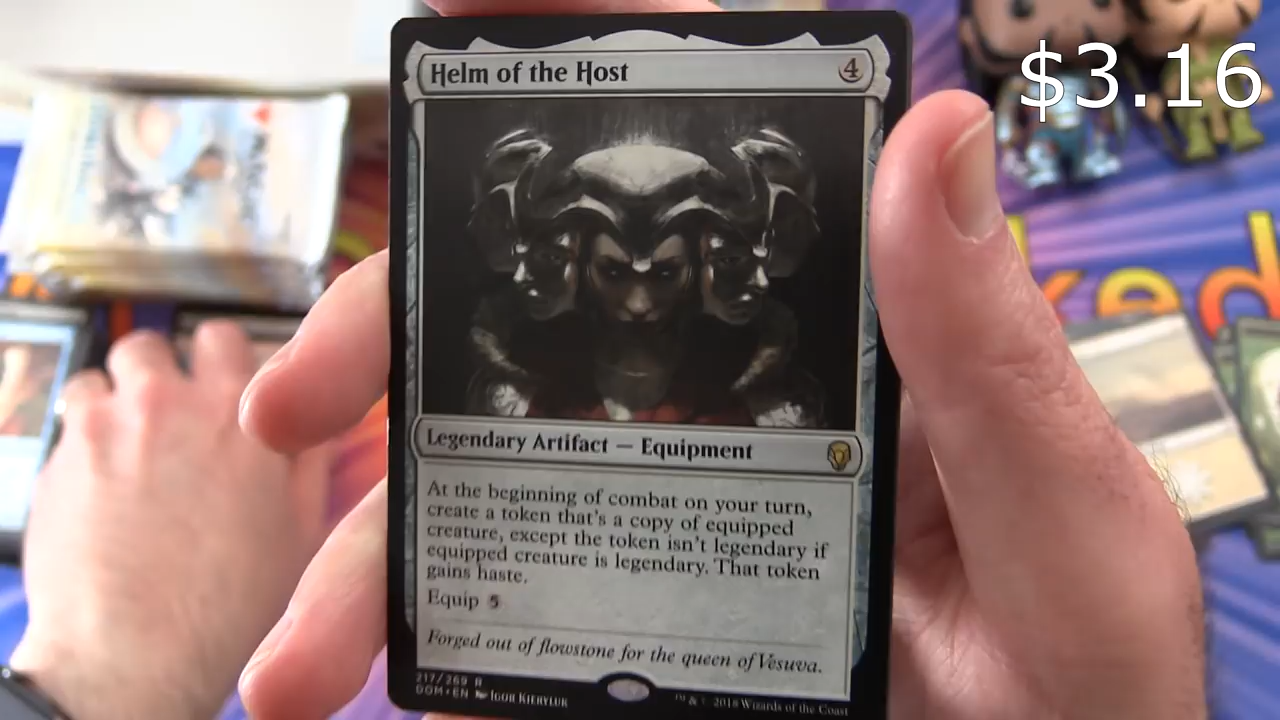 Helm of the Host 4
$3.16
ked
Legendary Artifact — Equipment
At the beginning of combat on your turn,
create a token that's a copy of equipped
creature, except the token isn't legendary if
equipped creature is legendary. That token
gains haste.
Equip 5
Forged out of flowstone for the queen of Vesuva.
217/269 R
DOM • EN Igor Kieryluk
™ & © 2018 Wizards of the Coast